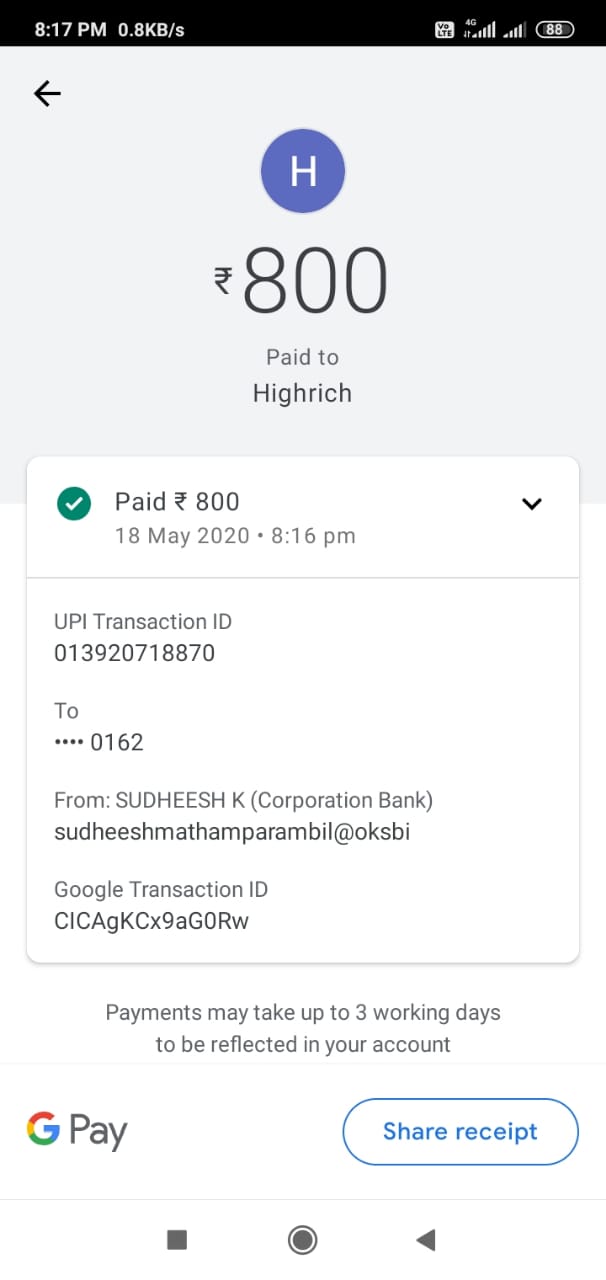 8:17 PM 0.8KB/s Vo LTE 4G 88
H
₹800
Paid to
Highrich
Paid ₹ 800
18 May 2020 • 8:16 pm
UPI Transaction ID
013920718870
To
•••• 0162
From: SUDHEESH K (Corporation Bank)
sudheeshmathamparambil@oksbi
Google Transaction ID
CICAgKCx9aG0Rw
Payments may take up to 3 working days
to be reflected in your account
G Pay
Share receipt